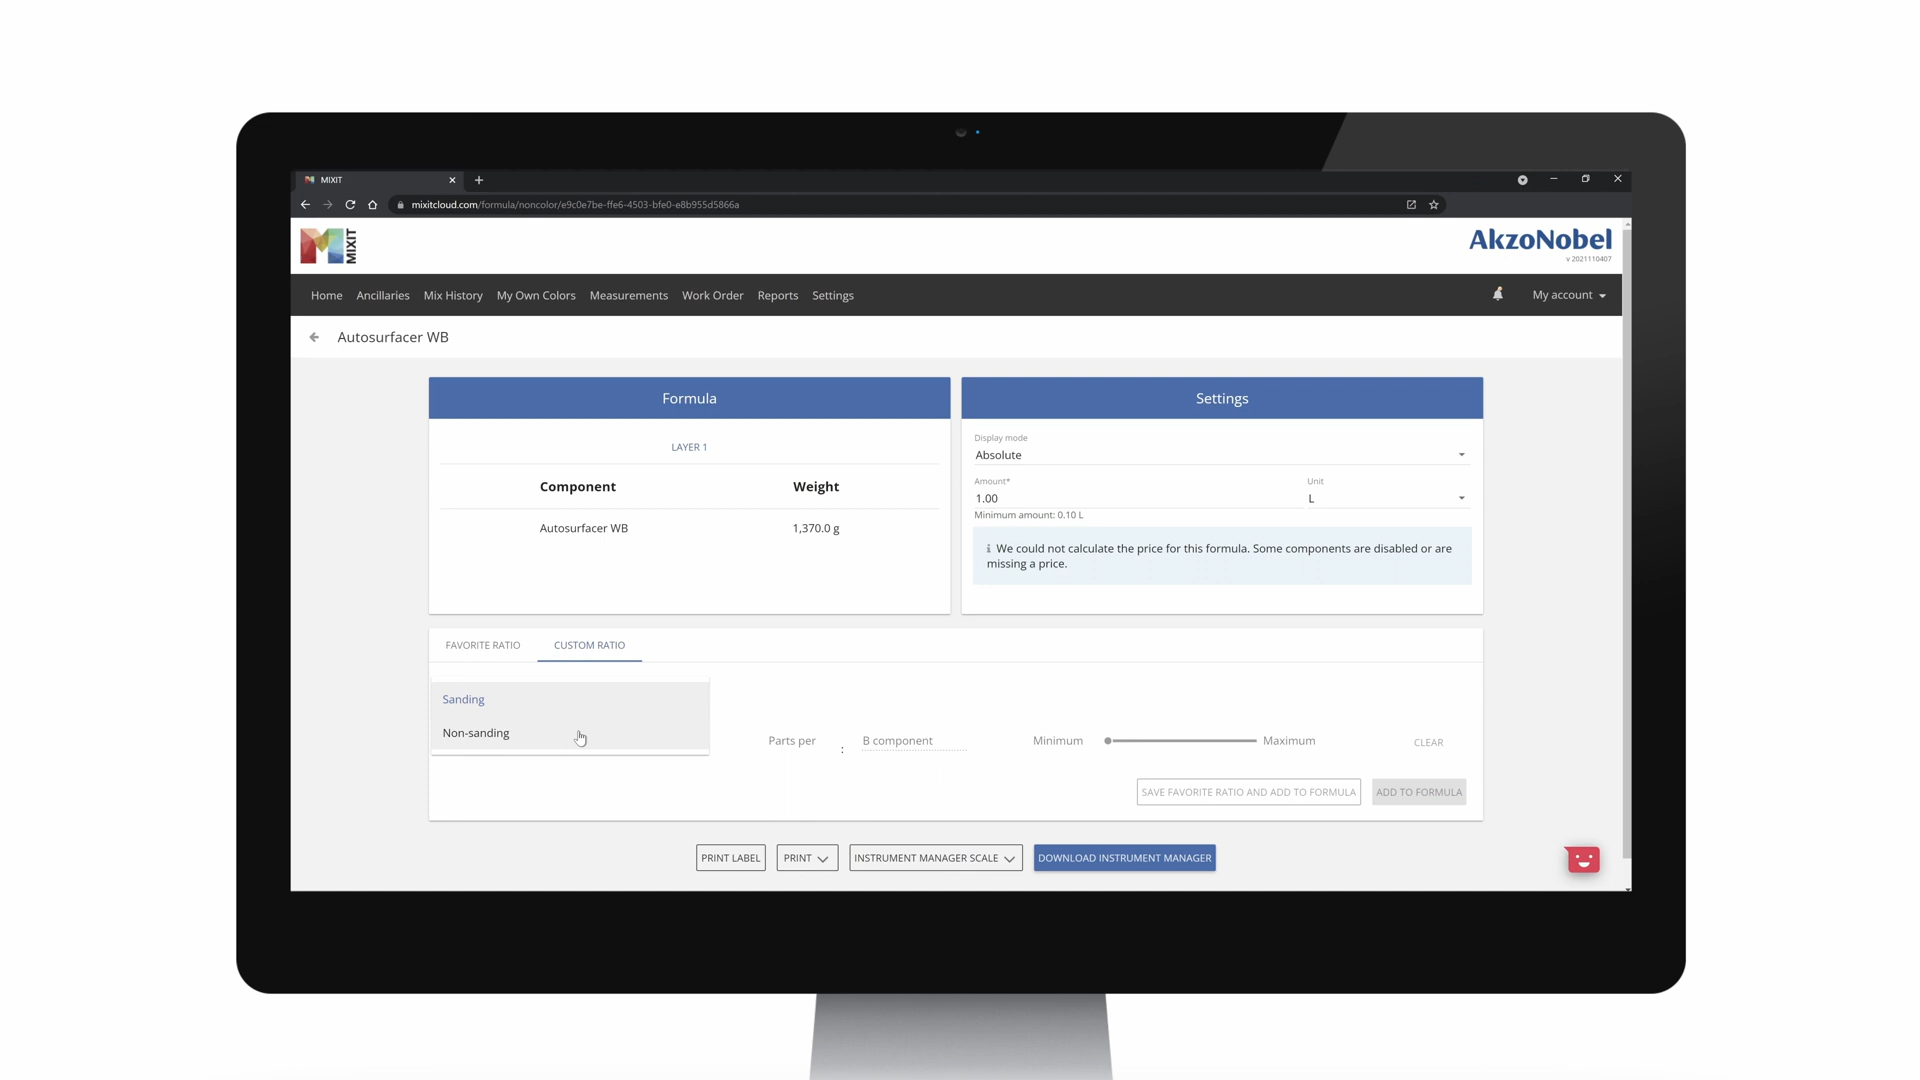 MIXIT
mixitcloud.com/formula/noncolor/e9c0e7be-ffe6-4503-bfe0-e8b955d5866a
MIXIT
AkzoNobel
v 2021110407
Home Ancillaries Mix History My Own Colors Measurements Work Order Reports Settings My account
Autosurfacer WB
Formula
LAYER 1
Component Weight
Autosurfacer WB 1,370.0 g
Settings
Display mode
Absolute
Amount* Unit
1.00 L
Minimum amount: 0.10 L
We could not calculate the price for this formula. Some components are disabled or are
missing a price.
FAVORITE RATIO CUSTOM RATIO
Sanding
Non-sanding
Parts per : B component Minimum Maximum CLEAR
SAVE FAVORITE RATIO AND ADD TO FORMULA ADD TO FORMULA
PRINT LABEL PRINT INSTRUMENT MANAGER SCALE DOWNLOAD INSTRUMENT MANAGER